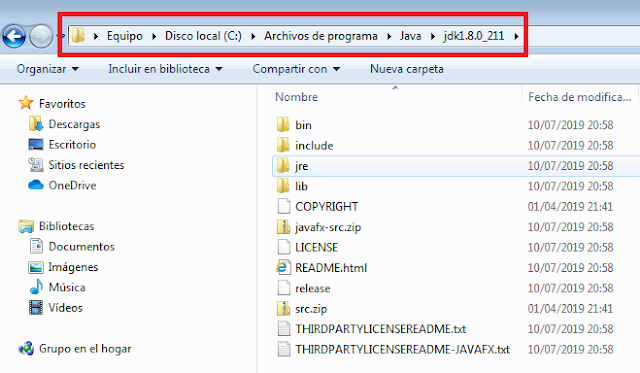 Equipo Disco local (C:) Archivos de programa Java jdk1.8.0_211
Organizar Incluir en biblioteca Compartir con Nueva carpeta
Favoritos
Descargas
Escritorio
Sitios recientes
OneDrive
Bibliotecas
Documentos
Imágenes
Música
Vídeos
Grupo en el hogar
Nombre Fecha de modifica...
bin 10/07/2019 20:58
include 10/07/2019 20:58
jre 10/07/2019 20:58
lib 10/07/2019 20:58
COPYRIGHT 01/04/2019 21:41
javafx-src.zip 10/07/2019 20:58
LICENSE 10/07/2019 20:58
README.html 10/07/2019 20:58
release 10/07/2019 20:58
src.zip 01/04/2019 21:41
THIRDPARTYLICENSEREADME.txt 10/07/2019 20:58
THIRDPARTYLICENSEREADME-JAVAFX.txt 10/07/2019 20:58